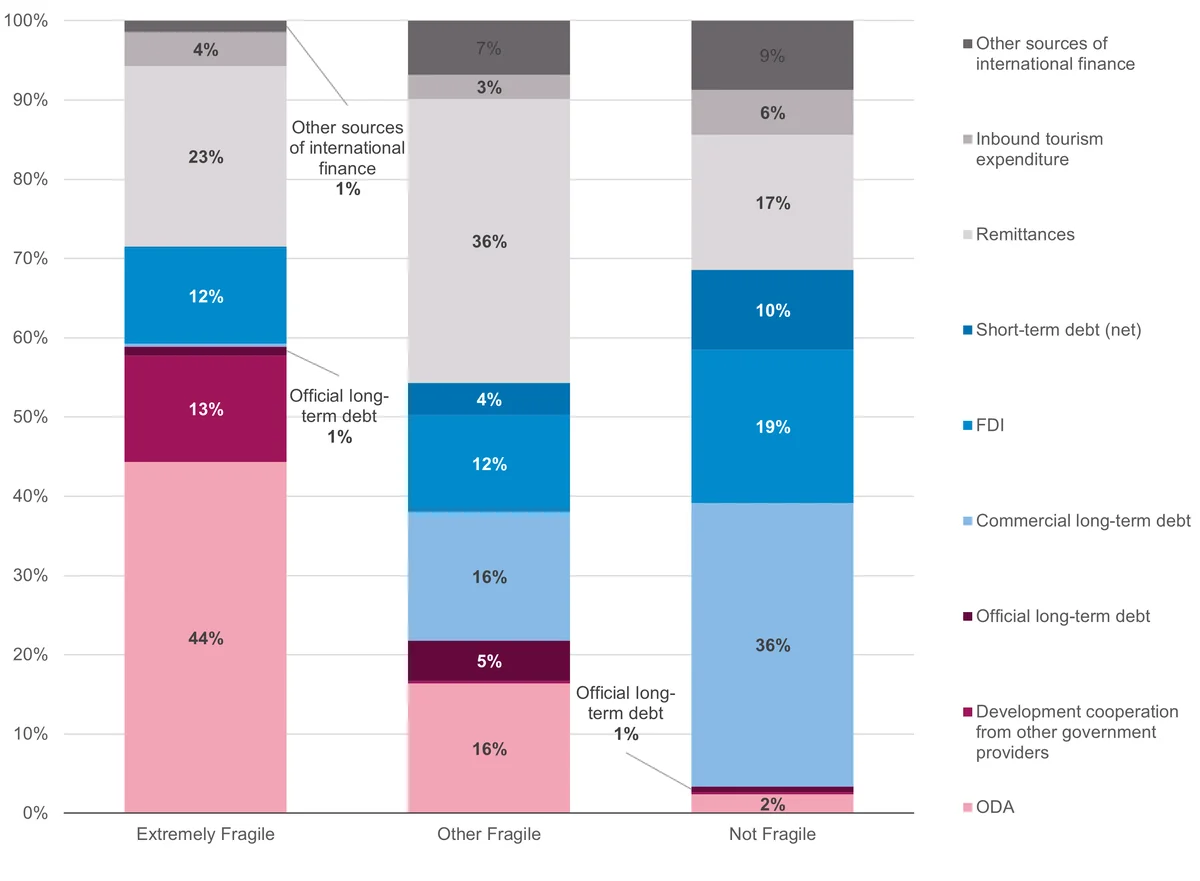 100%
90%
80%
70%
60%
50%
40%
30%
20%
10%
0%
4%
23%
12%
13%
44%
Other sources
of international
finance
1%
Official long-
term debt
1%
7%
3%
36%
4%
12%
16%
5%
16%
Official long-
term debt
1%
9%
6%
17%
10%
19%
36%
2%
Extremely Fragile
Other Fragile
Not Fragile
Other sources of
international finance
Inbound tourism
expenditure
Remittances
Short-term debt (net)
FDI
Commercial long-term debt
Official long-term debt
Development cooperation
from other government
providers
ODA